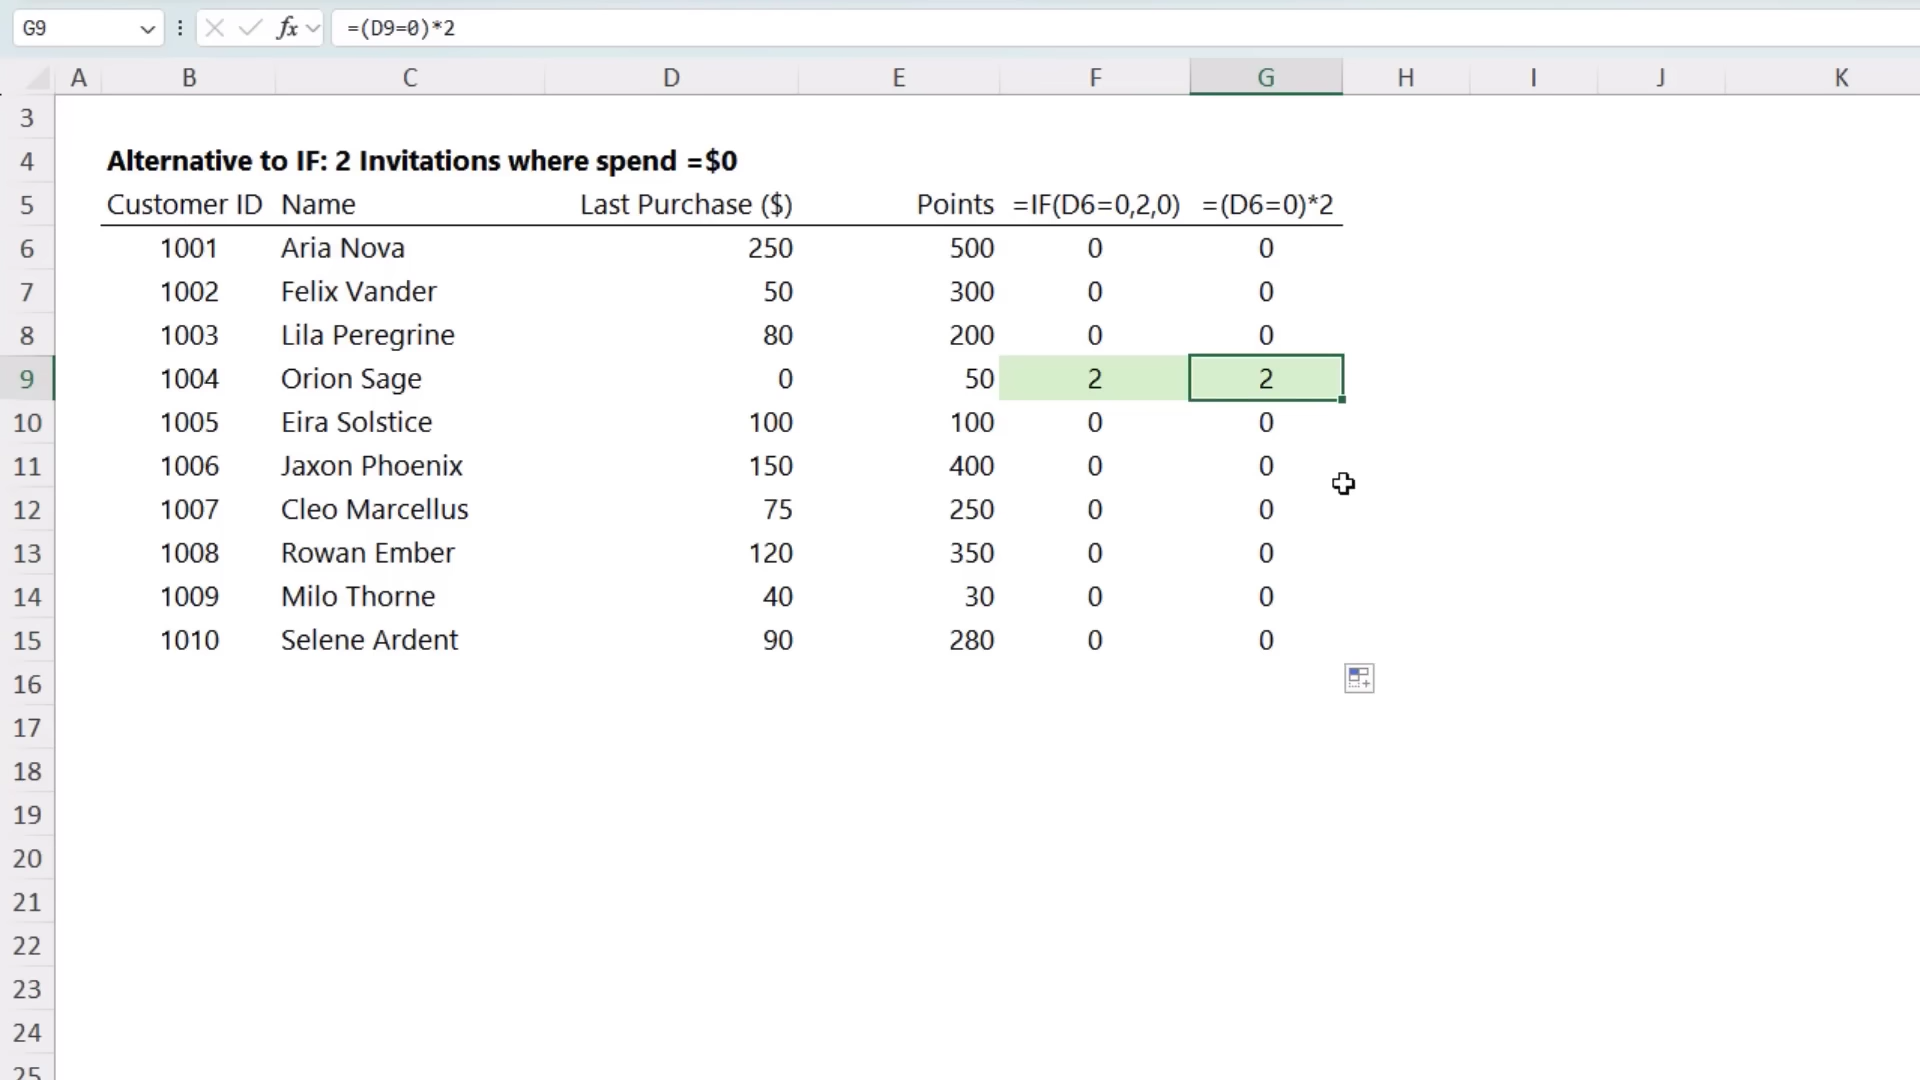 G9 fx =(D9=0)*2
A B C D E F G H I J K
3
4 Alternative to IF: 2 Invitations where spend =$0
5 Customer ID Name Last Purchase ($) Points =IF(D6=0,2,0) =(D6=0)*2
6 1001 Aria Nova 250 500 0 0
7 1002 Felix Vander 50 300 0 0
8 1003 Lila Peregrine 80 200 0 0
9 1004 Orion Sage 0 50 2 2
10 1005 Eira Solstice 100 100 0 0
11 1006 Jaxon Phoenix 150 400 0 0
12 1007 Cleo Marcellus 75 250 0 0
13 1008 Rowan Ember 120 350 0 0
14 1009 Milo Thorne 40 30 0 0
15 1010 Selene Ardent 90 280 0 0
16
17
18
19
20
21
22
23
24
25